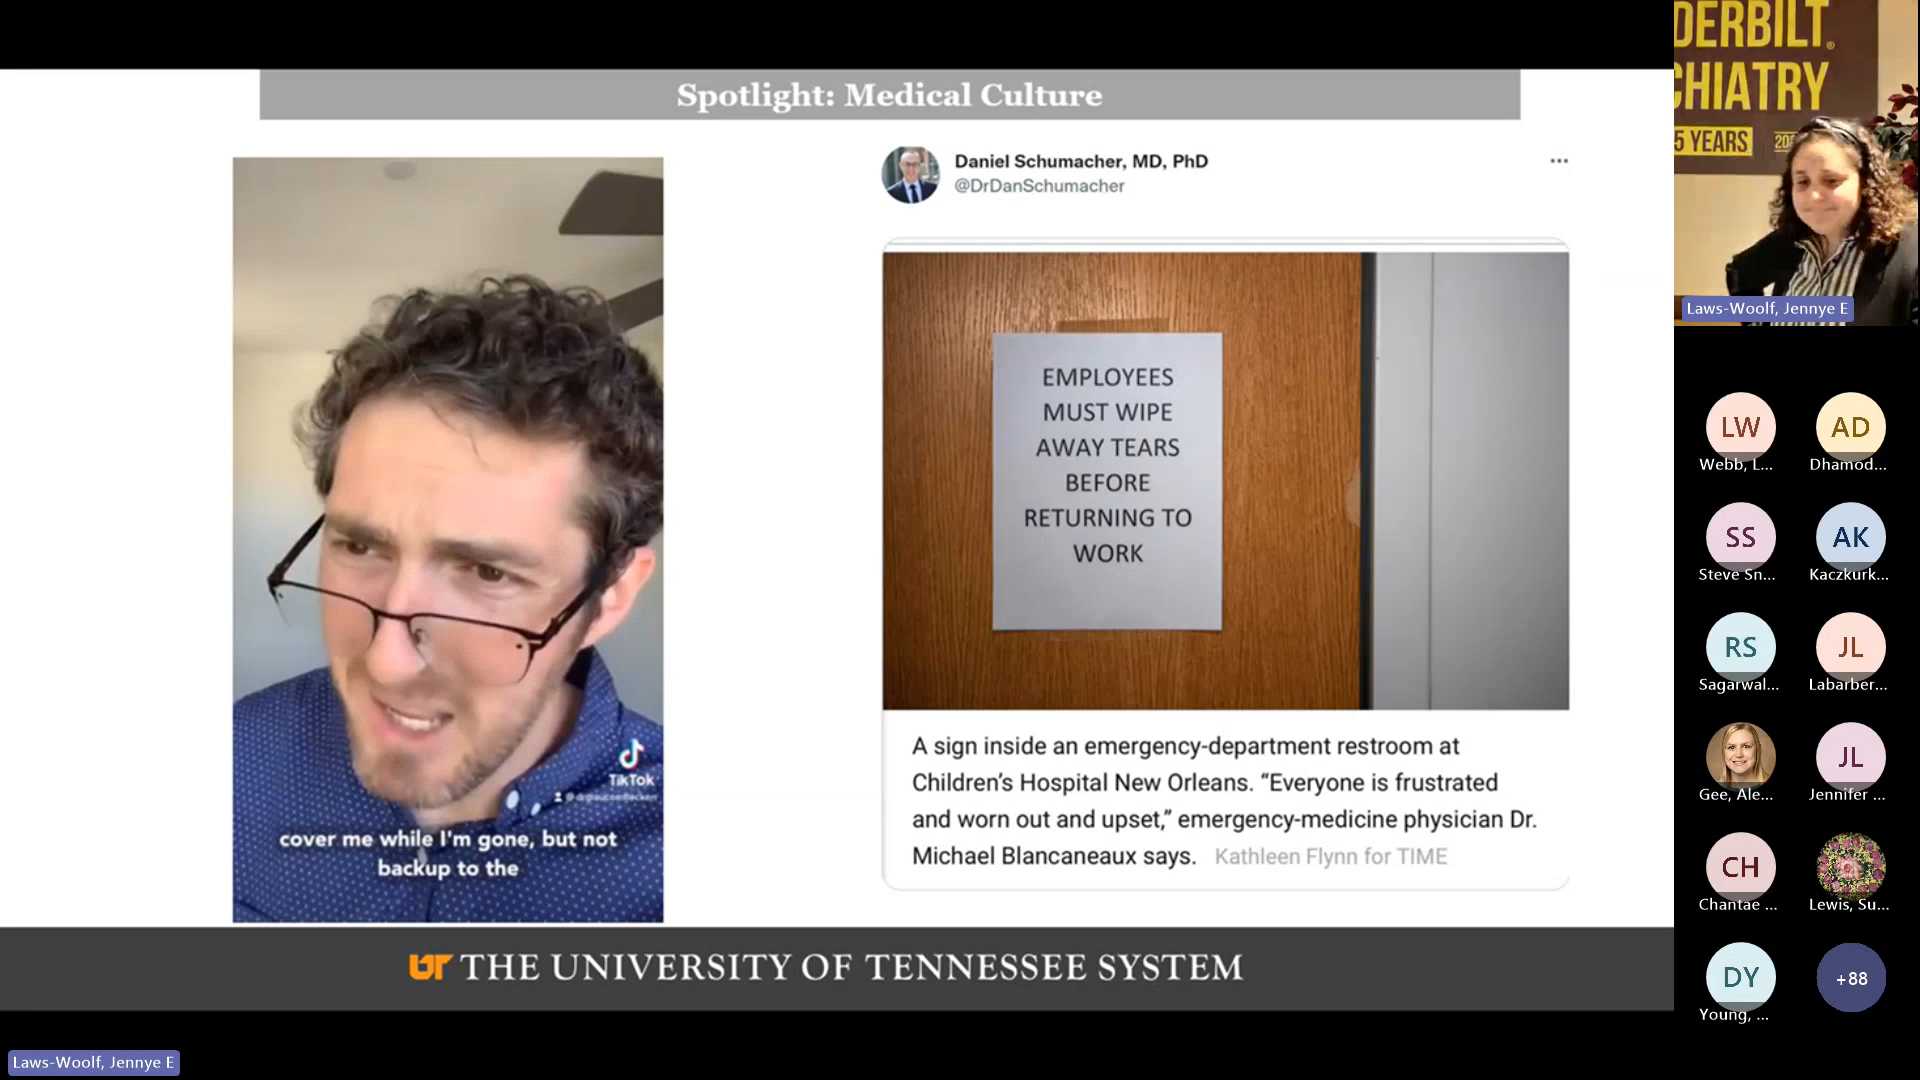 Spotlight: Medical Culture
Daniel Schumacher, MD, PhD
@DrDanSchumacher
EMPLOYEES
MUST WIPE
AWAY TEARS
BEFORE
RETURNING TO
WORK
A sign inside an emergency-department restroom at
Children's Hospital New Orleans. “Everyone is frustrated
and worn out and upset,” emergency-medicine physician Dr.
Michael Blancaneaux says. Kathleen Flynn for TIME
TikTok
cover me while I'm gone, but not
backup to the
UT THE UNIVERSITY OF TENNESSEE SYSTEM
Laws-Woolf, Jennye E
DERBILT®
CHIATRY
5 YEARS
Laws-Woolf, Jennye E
LW
Webb, L...
AD
Dhamod...
SS
Steve Sn...
AK
Kaczkurk...
RS
Sagarwal...
JL
Labarber...
Gee, Ale...
JL
Jennifer ...
CH
Chantae ...
Lewis, Su...
DY
Young, ...
+88